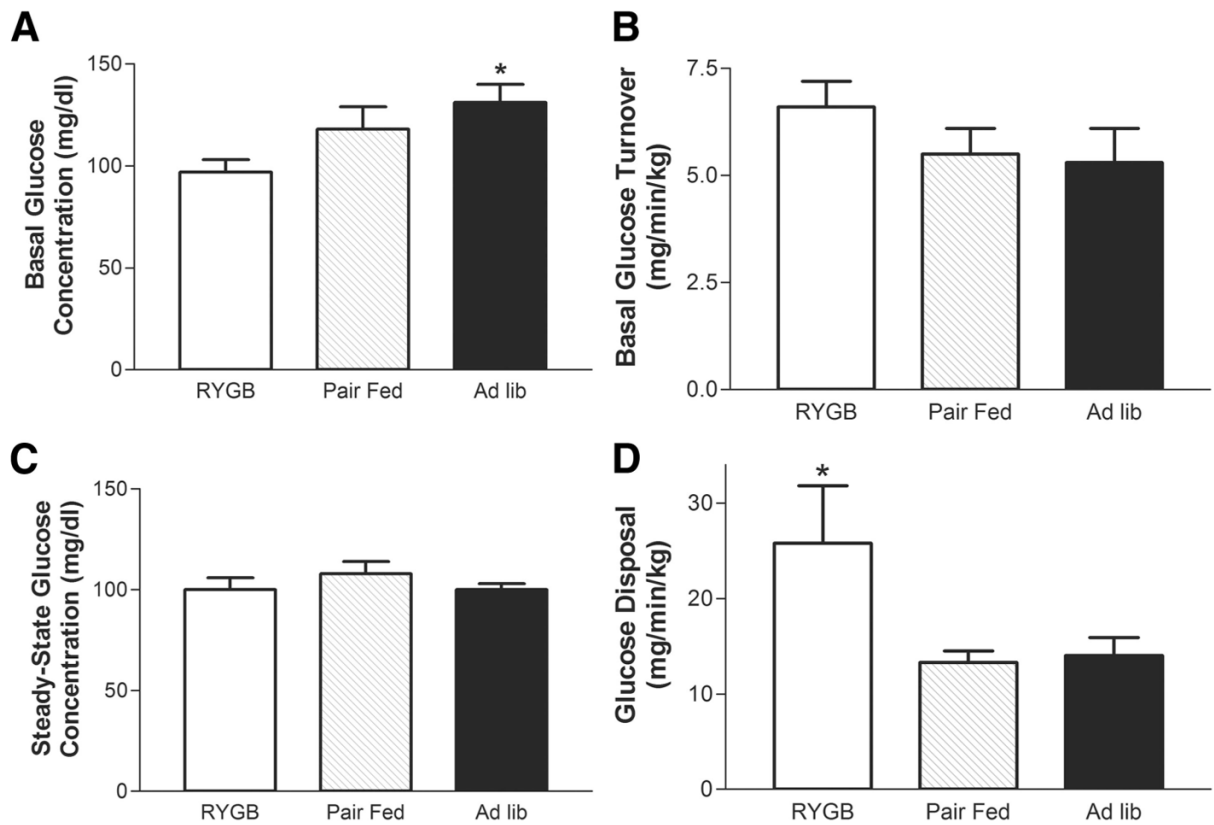 A
Basal Glucose
Concentration (mg/dl)
150
100
50
0
*
RYGB Pair Fed Ad lib
B
Basal Glucose Turnover
(mg/min/kg)
7.5
5.0
2.5
0.0
RYGB Pair Fed Ad lib
C
Steady-State Glucose
Concentration (mg/dl)
150
100
50
0
RYGB Pair Fed Ad lib
D
Glucose Disposal
(mg/min/kg)
30
20
10
0
*
RYGB Pair Fed Ad lib